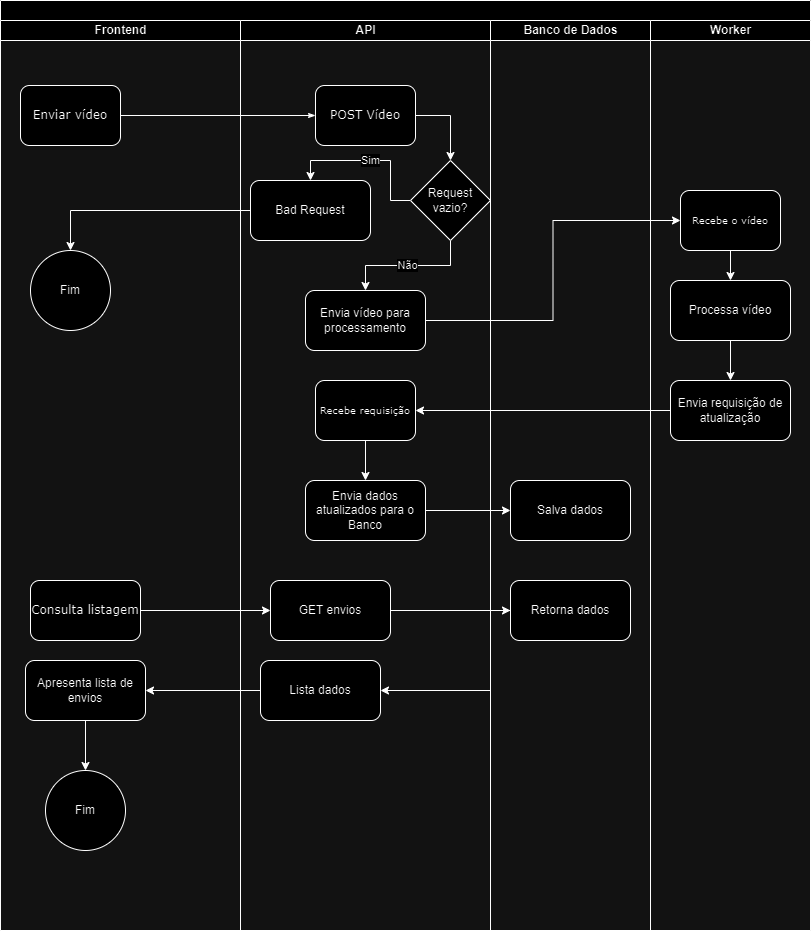 Frontend
API
Banco de Dados
Worker
Enviar vídeo
POST Vídeo
Sim
Request
vazio?
Bad Request
Recebe o vídeo
Fim
Não
Envia vídeo para
processamento
Processa vídeo
Recebe requisição
Envia requisição de
atualização
Envia dados
atualizados para o
Banco
Salva dados
Consulta listagem
GET envios
Retorna dados
Apresenta lista de
envios
Lista dados
Fim